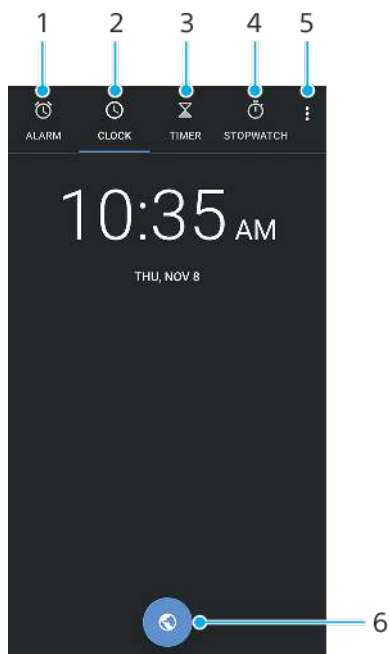 1 2 3 4 5
ALARM CLOCK TIMER STOPWATCH
10:35 AM
THU, NOV 8
6